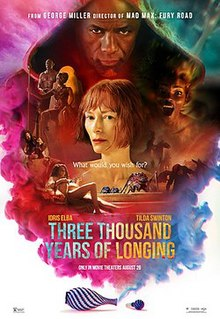 FROM GEORGE MILLER DIRECTOR OF MAD MAX: FURY ROAD
What would you wish for?
IDRIS ELBA TILDA SWINTON
THREE THOUSAND
YEARS OF LONGING
ONLY IN MOVIE THEATERS AUGUST 26